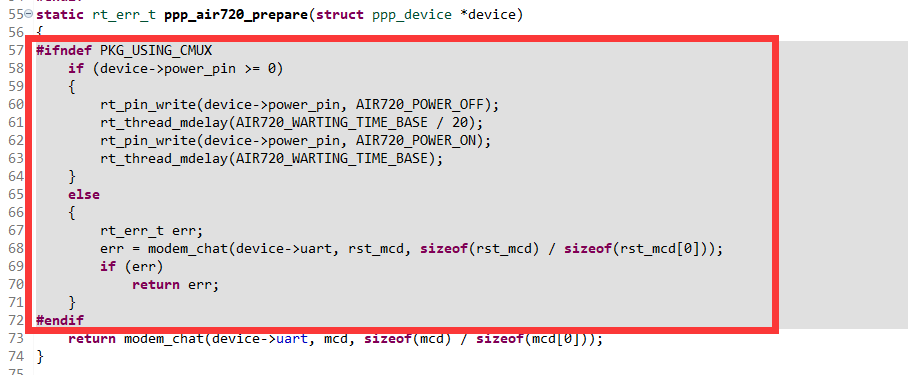 55 static rt_err_t ppp_air720_prepare(struct ppp_device *device)
56 {
57 #ifndef PKG_USING_CMUX
58     if (device->power_pin >= 0)
59     {
60         rt_pin_write(device->power_pin, AIR720_POWER_OFF);
61         rt_thread_mdelay(AIR720_WARTING_TIME_BASE / 20);
62         rt_pin_write(device->power_pin, AIR720_POWER_ON);
63         rt_thread_mdelay(AIR720_WARTING_TIME_BASE);
64     }
65     else
66     {
67         rt_err_t err;
68         err = modem_chat(device->uart, rst_mcd, sizeof(rst_mcd) / sizeof(rst_mcd[0]));
69         if (err)
70             return err;
71     }
72 #endif
73     return modem_chat(device->uart, mcd, sizeof(mcd) / sizeof(mcd[0]));
74 }
75